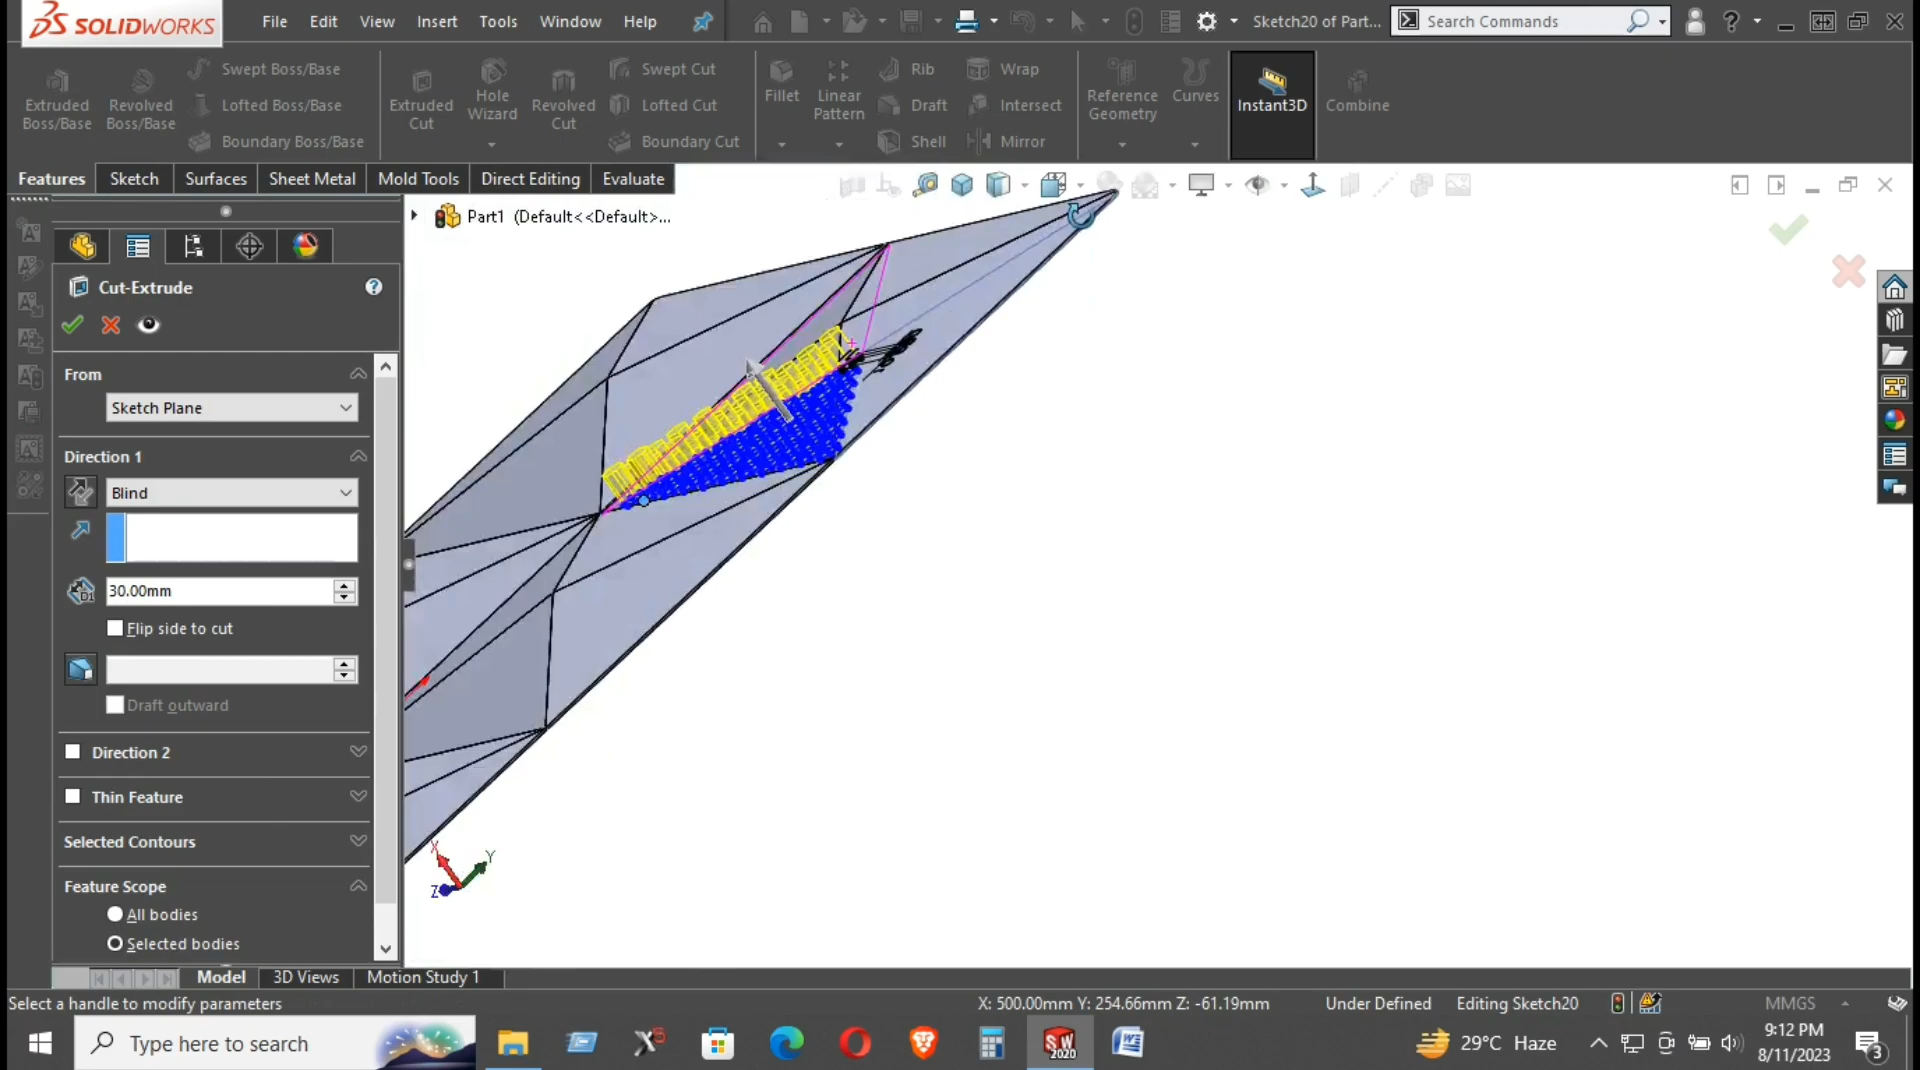 SOLIDWORKS
File Edit View Insert Tools Window Help
Sketch20 of Part... Search Commands
Extruded Boss/Base
Revolved Boss/Base
Swept Boss/Base
Lofted Boss/Base
Boundary Boss/Base
Extruded Cut
Hole Wizard
Revolved Cut
Swept Cut
Lofted Cut
Boundary Cut
Fillet
Linear Pattern
Rib
Draft
Shell
Wrap
Intersect
Mirror
Reference Geometry
Curves
Instant3D
Combine
Features Sketch Surfaces Sheet Metal Mold Tools Direct Editing Evaluate
Part1 (Default<<Default>...
Cut-Extrude
From
Sketch Plane
Direction 1
Blind
30.00mm
Flip side to cut
Draft outward
Direction 2
Thin Feature
Selected Contours
Feature Scope
All bodies
Selected bodies
X
Y
Z
Model 3D Views Motion Study 1
Select a handle to modify parameters X: 500.00mm Y: 254.66mm Z: -61.19mm Under Defined Editing Sketch20 MMGS
Type here to search
SW
2020
29°C Haze
9:12 PM
8/11/2023
3